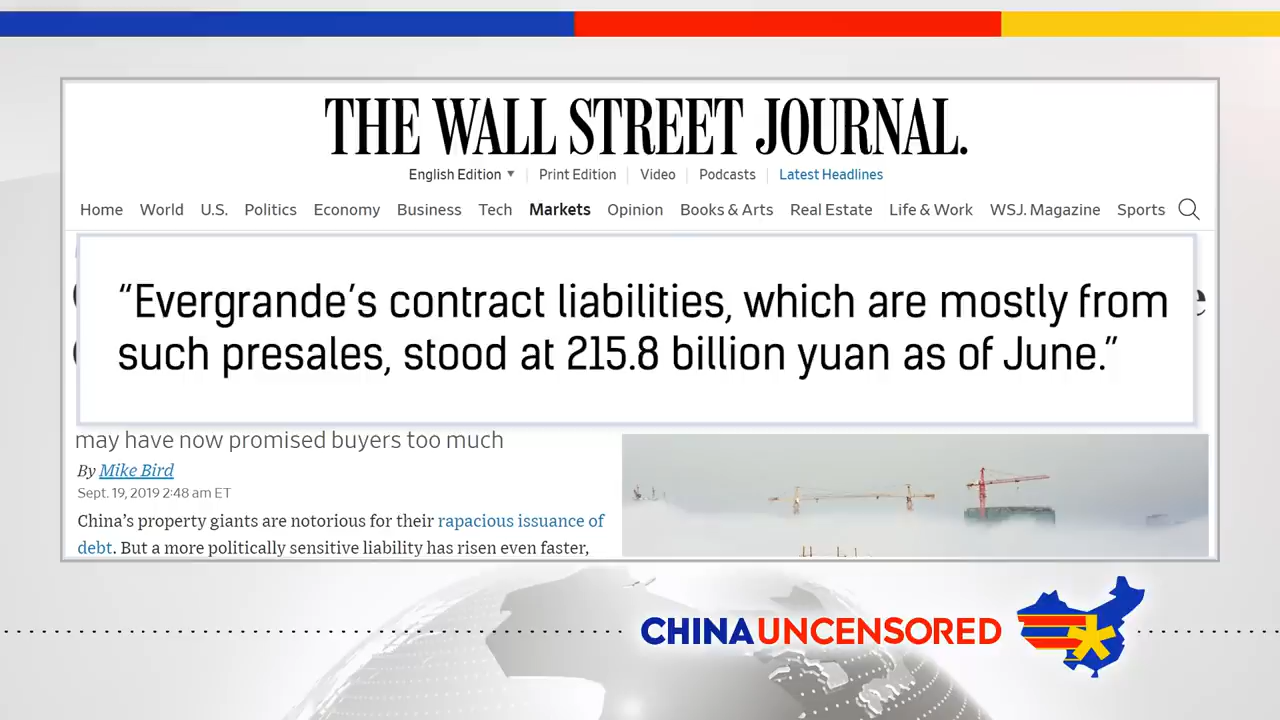 THE WALL STREET JOURNAL.
English Edition ▼ Print Edition Video Podcasts Latest Headlines
Home World U.S. Politics Economy Business Tech Markets Opinion Books & Arts Real Estate Life & Work WSJ. Magazine Sports
“Evergrande’s contract liabilities, which are mostly from
such presales, stood at 215.8 billion yuan as of June.”
may have now promised buyers too much
By Mike Bird
Sept. 19, 2019 2:48 am ET
China’s property giants are notorious for their rapacious issuance of
debt. But a more politically sensitive liability has risen even faster,
CHINA UNCENSORED